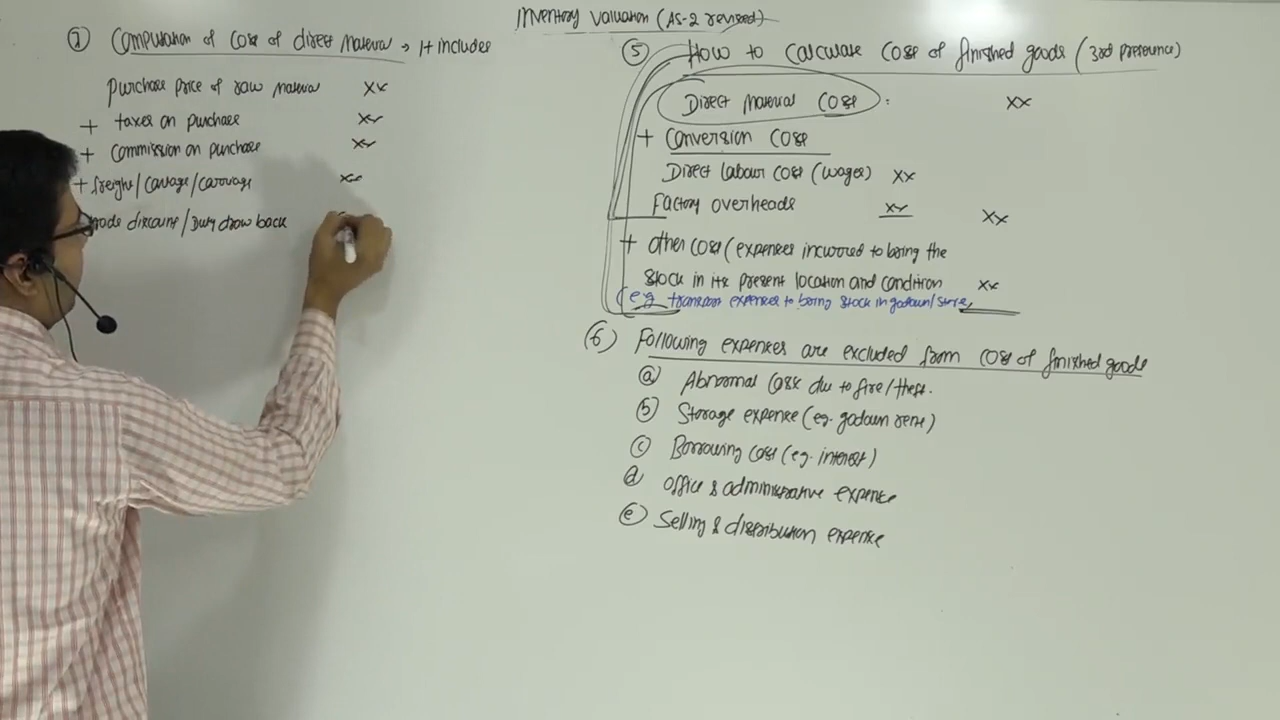 Inventory Valuation (AS-2 revised)
⑦ Computation of Cost of direct Material → It includes
Purchase price of raw material XX
+ taxes on purchase XX
+ Commission on purchase XX
+ freight/Cartage/Carriage XX
trade discount/Duty draw back
⑤ How to Calculate Cost of finished goods (3rd presence)
Direct Material Cost : XX
+ Conversion Cost
Direct Labour Cost (wages) XX
Factory overheads XX XX
+ other cost (expenses incurred to bring the
stock in its present location and condition XX
(e.g. transport expenses to bring stock in godown/store,
⑥ Following expenses are excluded from Cost of finished goods
ⓐ Abnormal loss due to fire/theft.
ⓑ Storage expense (eg. godown rent)
ⓒ Borrowing cost (eg. interest)
ⓓ office & administrative expense
ⓔ Selling & distribution expense